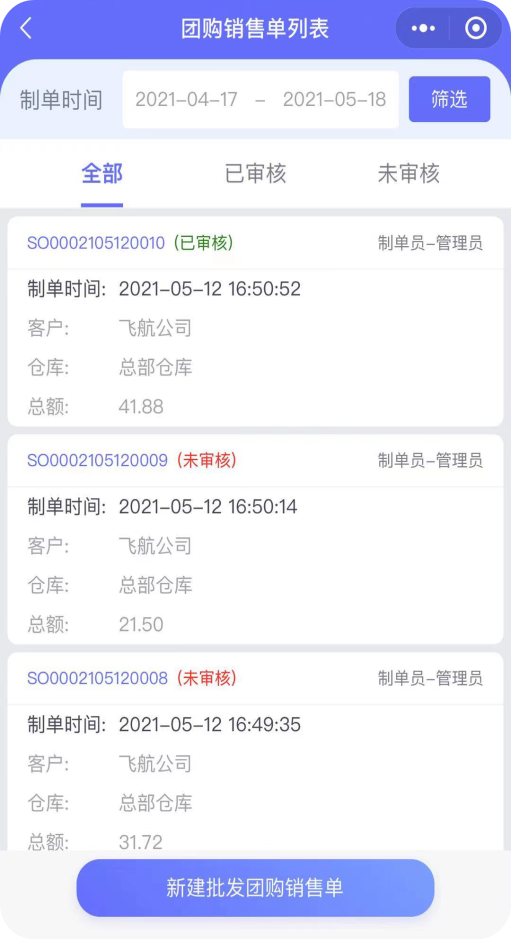 团购销售单列表
制单时间 2021-04-17 - 2021-05-18 筛选
全部 已审核 未审核
SO0002105120010 (已审核) 制单员-管理员
制单时间: 2021-05-12 16:50:52
客户: 飞航公司
仓库: 总部仓库
总额: 41.88
SO0002105120009 (未审核) 制单员-管理员
制单时间: 2021-05-12 16:50:14
客户: 飞航公司
仓库: 总部仓库
总额: 21.50
SO0002105120008 (未审核) 制单员-管理员
制单时间: 2021-05-12 16:49:35
客户: 飞航公司
仓库: 总部仓库
总额: 31.72
新建批发团购销售单